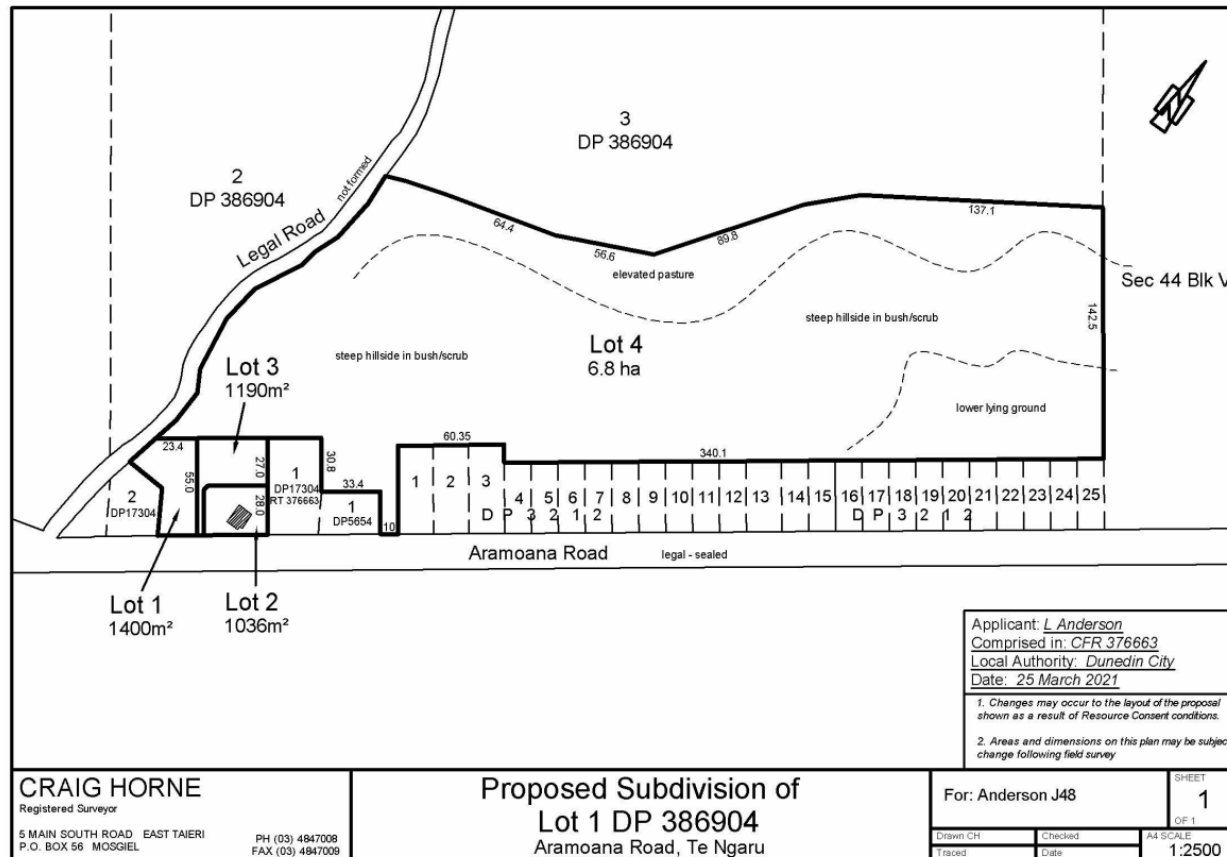 3
DP 386904
2
DP 386904
Legal Road
not formed
137.1
64.4
56.6
89.8
elevated pasture
Sec 44 Blk V
142.5
steep hillside in bush/scrub
Lot 4
6.8 ha
steep hillside in bush/scrub
Lot 3
1190m²
lower lying ground
23.4
55.0
27.0
28.0
30.8
33.4
60.35
340.1
10
2
DP17304
1
DP17304
RT 376663
1
DP5654
1 2 3 4 5 6 7 8 9 10 11 12 13 14 15 16 17 18 19 20 21 22 23 24 25
DP 3212
DP 3212
Aramoana Road
legal - sealed
Lot 1
1400m²
Lot 2
1036m²
Applicant: L Anderson
Comprised in: CFR 376663
Local Authority: Dunedin City
Date: 25 March 2021
1. Changes may occur to the layout of the proposal
shown as a result of Resource Consent conditions.
2. Areas and dimensions on this plan may be subjec
change following field survey
CRAIG HORNE
Registered Surveyor
5 MAIN SOUTH ROAD EAST TAIERI
P.O. BOX 56 MOSGIEL
PH (03) 4847008
FAX (03) 4847009
Proposed Subdivision of
Lot 1 DP 386904
Aramoana Road, Te Ngaru
For: Anderson J48
SHEET
1
OF 1
Drawn CH
Checked
Traced
Date
A4 SCALE
1:2500